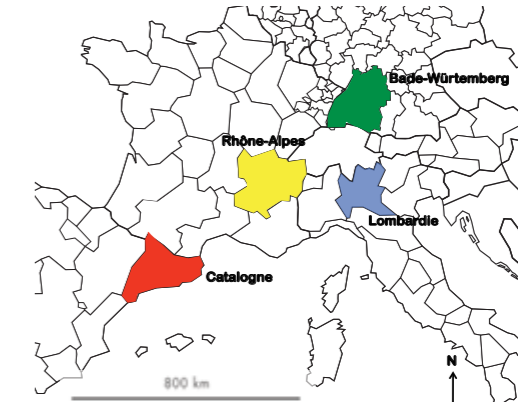 Bade-Würtemberg
Rhône-Alpes
Lombardie
Catalogne
N
800 km